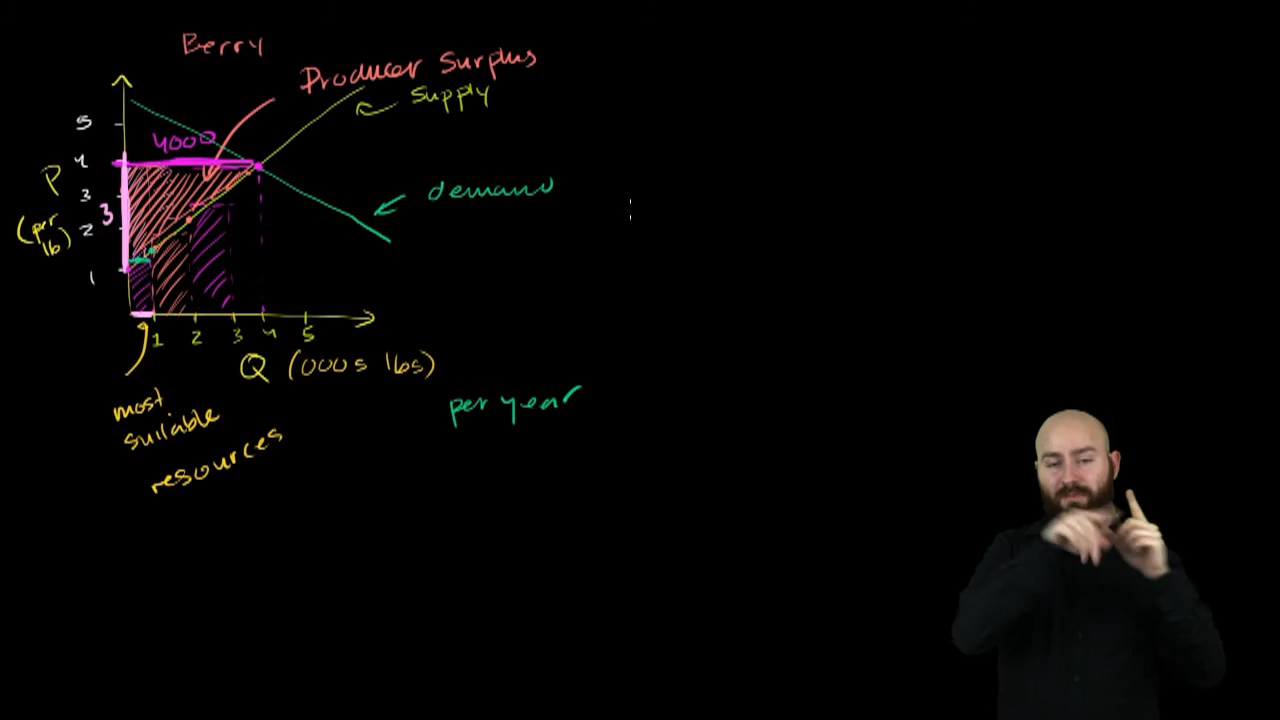 Berry
Producer Surplus
Supply
5
4000
4
P
3
3
demand
(per lb)
2
1
1 2 3 4 5
Q (000s lbs)
per year
most
suitable
resources